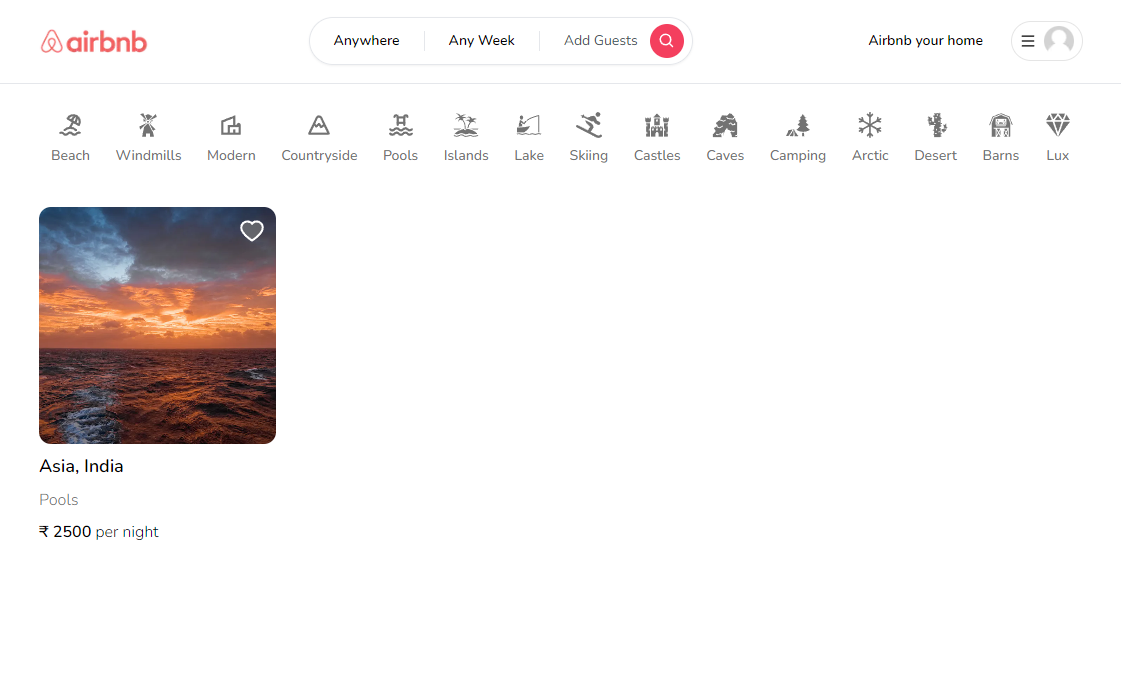 airbnb
Anywhere Any Week Add Guests
Airbnb your home
Beach Windmills Modern Countryside Pools Islands Lake Skiing Castles Caves Camping Arctic Desert Barns Lux
Asia, India
Pools
₹ 2500 per night